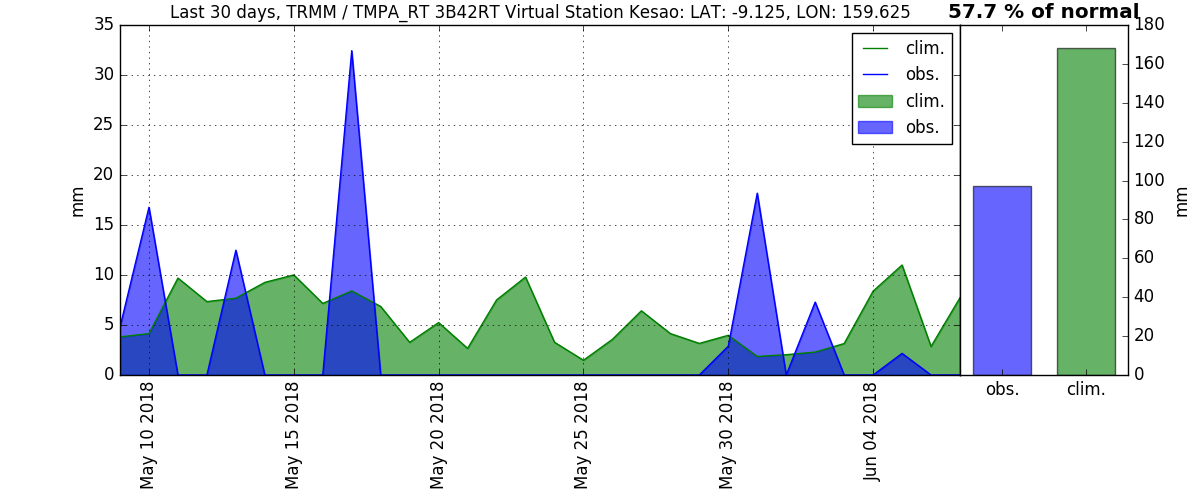 Last 30 days, TRMM / TMPA_RT 3B42RT Virtual Station Kesao: LAT: -9.125, LON: 159.625
57.7 % of normal
clim.
obs.
clim.
obs.
35
30
25
20
15
10
5
0
mm
May 10 2018
May 15 2018
May 20 2018
May 25 2018
May 30 2018
Jun 04 2018
180
160
140
120
100
80
60
40
20
0
mm
obs.
clim.